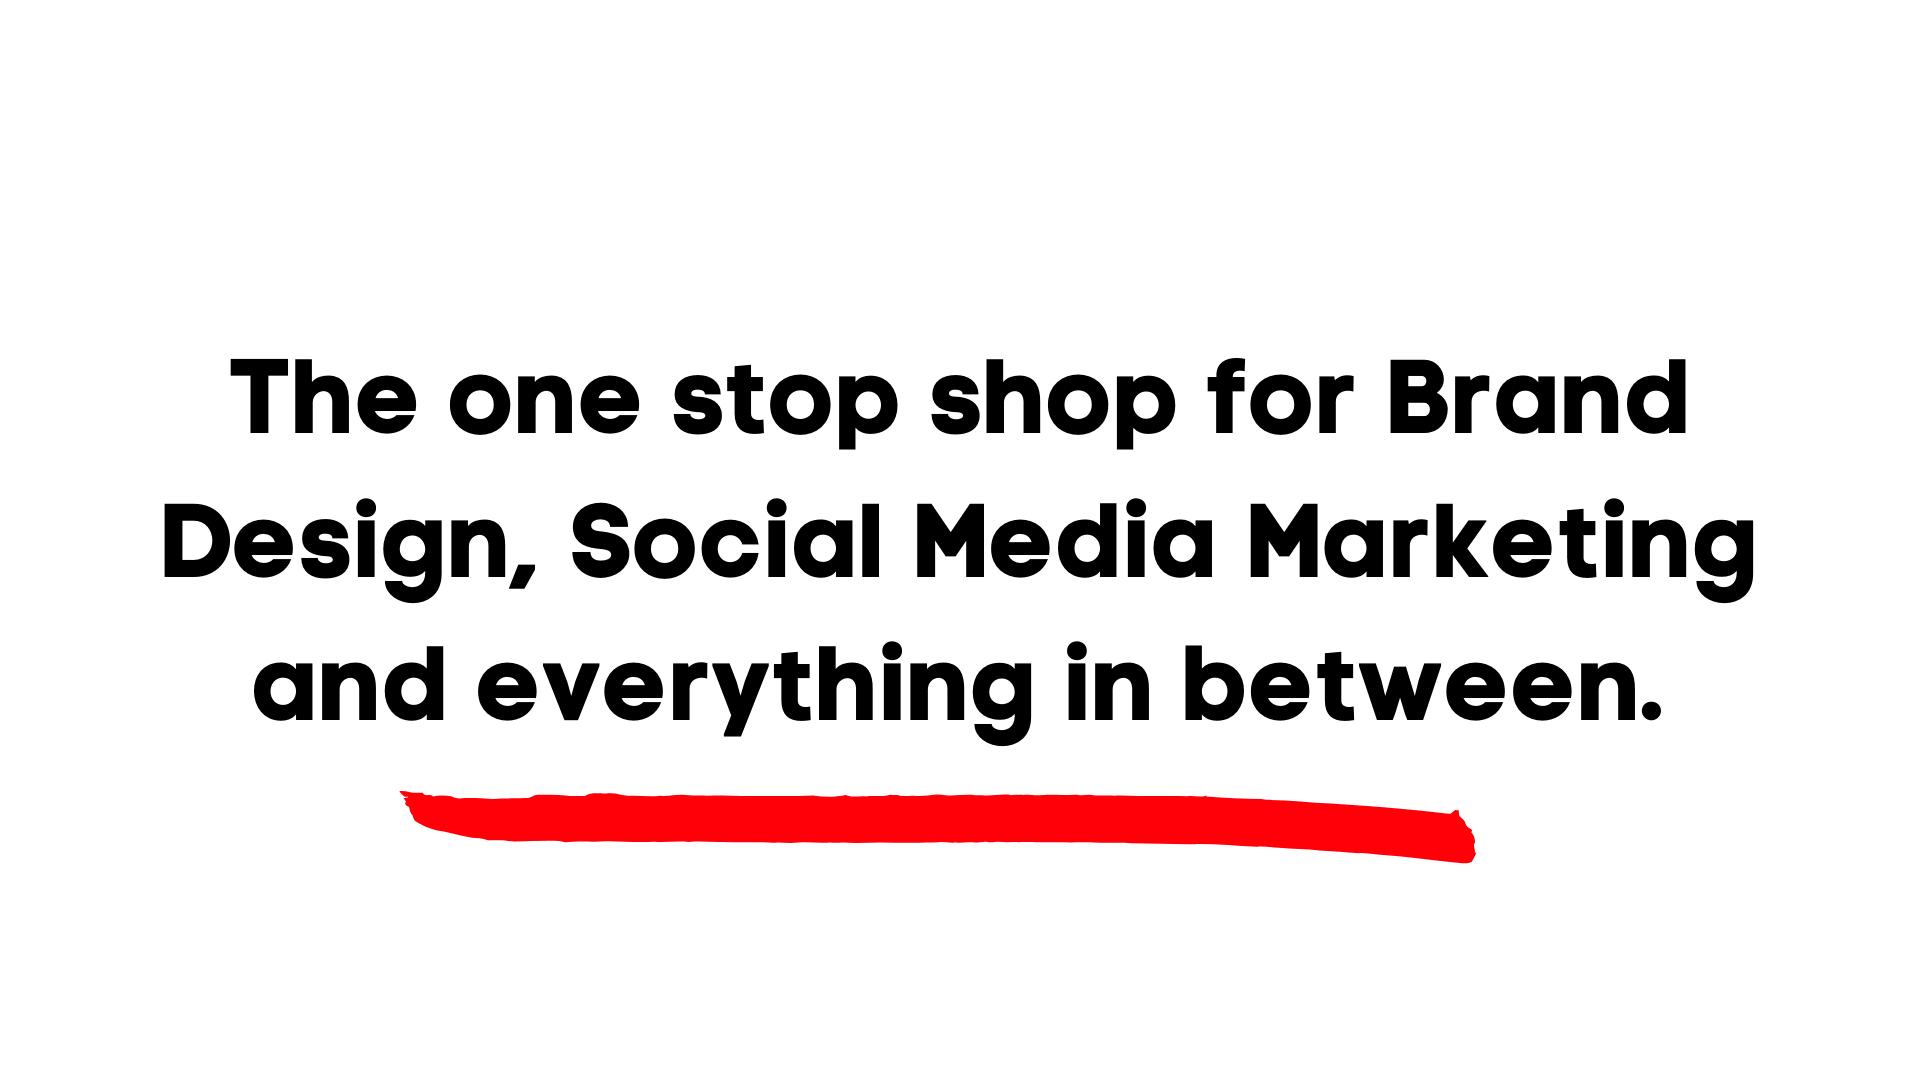 The one stop shop for Brand
Design, Social Media Marketing
and everything in between.